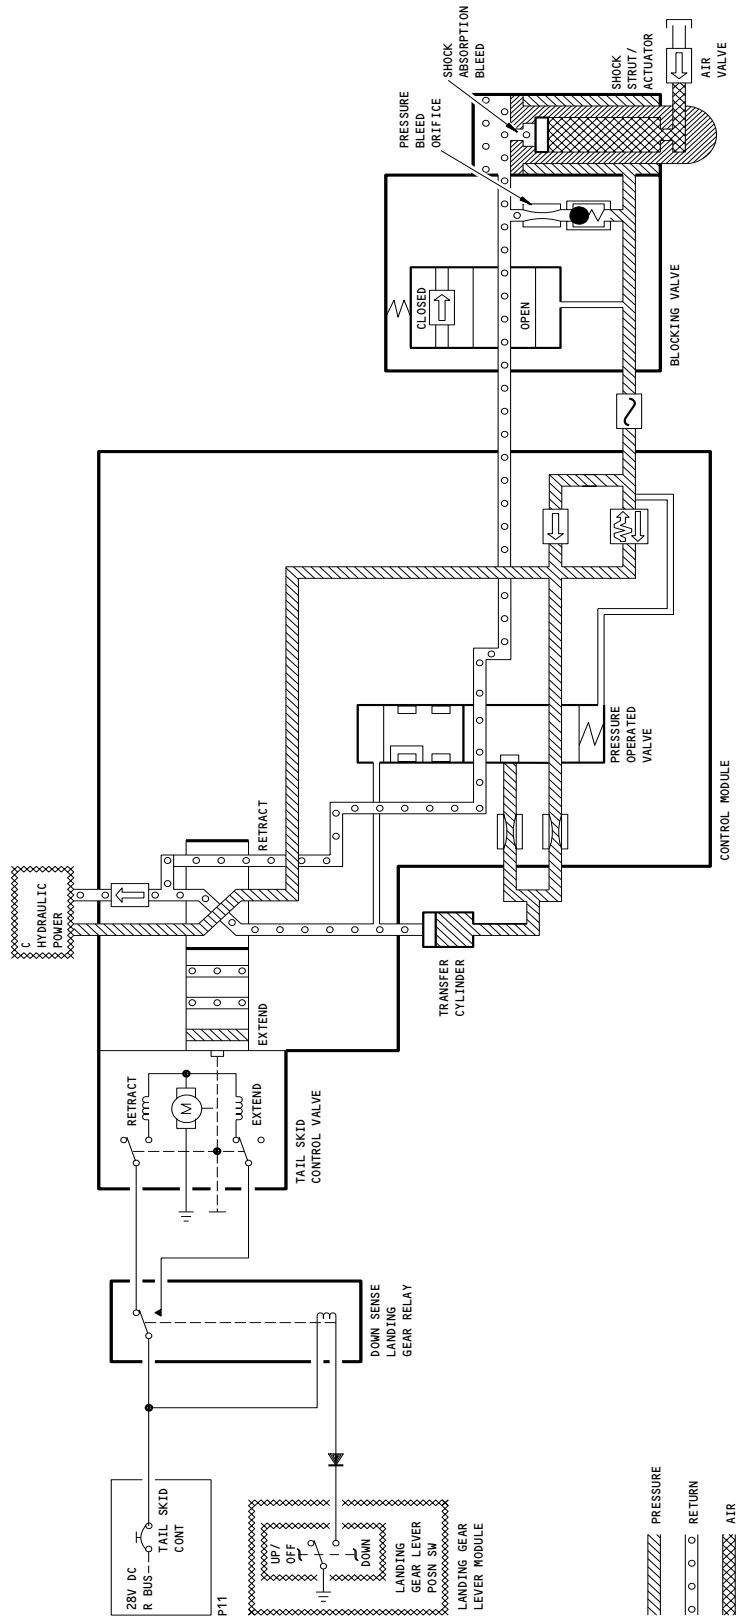 C
HYDRAULIC
POWER
SHOCK
ABSORPTION
BLEED
PRESSURE
BLEED
ORIFICE
SHOCK
STRUT/
ACTUATOR
AIR
VALVE
CLOSED
OPEN
BLOCKING VALVE
RETRACT
EXTEND
PRESSURE
OPERATED
VALVE
CONTROL MODULE
TRANSFER
CYLINDER
RETRACT
M
EXTEND
TAIL SKID
CONTROL VALVE
DOWN SENSE
LANDING
GEAR RELAY
28V DC
R BUS
TAIL SKID
CONT
P11
UP/
OFF
DOWN
LANDING
GEAR LEVER
POSN SW
LANDING GEAR
LEVER MODULE
PRESSURE
RETURN
AIR